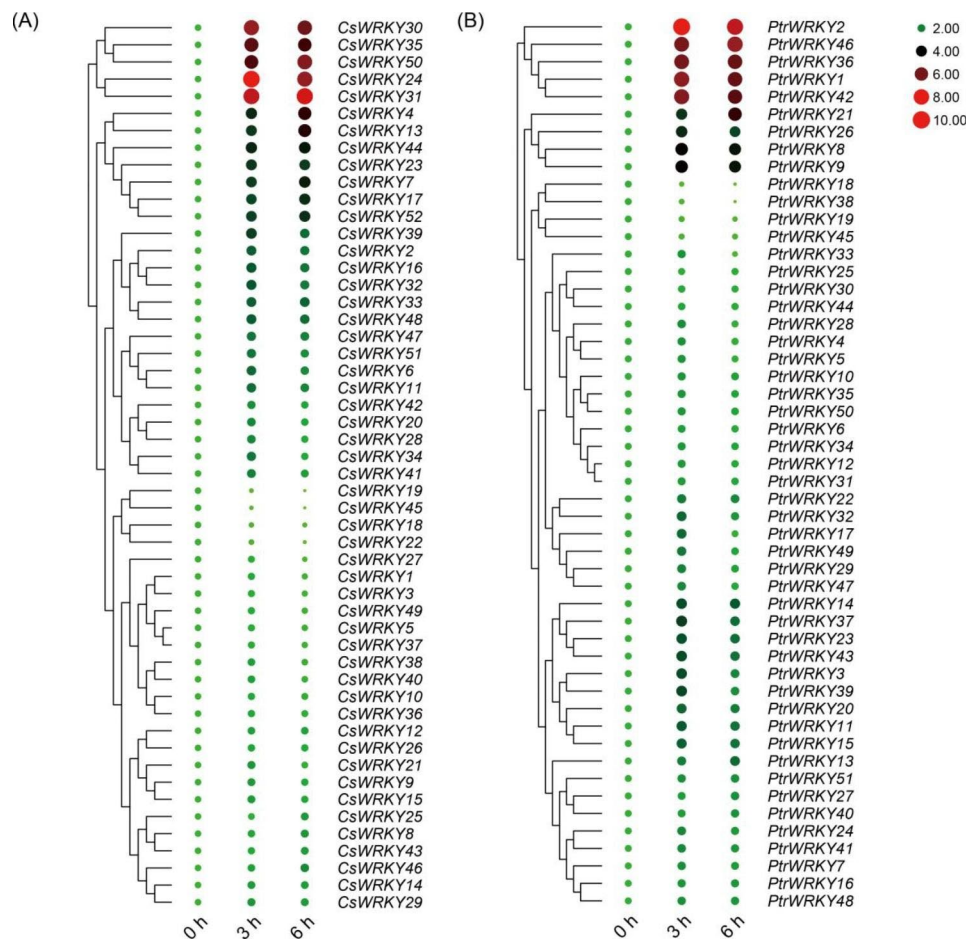 (A)
CsWRKY30
CsWRKY35
CsWRKY50
CsWRKY24
CsWRKY31
CsWRKY4
CsWRKY13
CsWRKY44
CsWRKY23
CsWRKY7
CsWRKY17
CsWRKY52
CsWRKY39
CsWRKY2
CsWRKY16
CsWRKY32
CsWRKY33
CsWRKY48
CsWRKY47
CsWRKY51
CsWRKY6
CsWRKY11
CsWRKY42
CsWRKY20
CsWRKY28
CsWRKY34
CsWRKY41
CsWRKY19
CsWRKY45
CsWRKY18
CsWRKY22
CsWRKY27
CsWRKY1
CsWRKY3
CsWRKY49
CsWRKY5
CsWRKY37
CsWRKY38
CsWRKY40
CsWRKY10
CsWRKY36
CsWRKY12
CsWRKY26
CsWRKY21
CsWRKY9
CsWRKY15
CsWRKY25
CsWRKY8
CsWRKY43
CsWRKY46
CsWRKY14
CsWRKY29
0 h 3 h 6 h
(B)
PtrWRKY2
PtrWRKY46
PtrWRKY36
PtrWRKY1
PtrWRKY42
PtrWRKY21
PtrWRKY26
PtrWRKY8
PtrWRKY9
PtrWRKY18
PtrWRKY38
PtrWRKY19
PtrWRKY45
PtrWRKY33
PtrWRKY25
PtrWRKY30
PtrWRKY44
PtrWRKY28
PtrWRKY4
PtrWRKY5
PtrWRKY10
PtrWRKY35
PtrWRKY50
PtrWRKY6
PtrWRKY34
PtrWRKY12
PtrWRKY31
PtrWRKY22
PtrWRKY32
PtrWRKY17
PtrWRKY49
PtrWRKY29
PtrWRKY47
PtrWRKY14
PtrWRKY37
PtrWRKY23
PtrWRKY43
PtrWRKY3
PtrWRKY39
PtrWRKY20
PtrWRKY11
PtrWRKY15
PtrWRKY13
PtrWRKY51
PtrWRKY27
PtrWRKY40
PtrWRKY24
PtrWRKY41
PtrWRKY7
PtrWRKY16
PtrWRKY48
0 h 3 h 6 h
2.00
4.00
6.00
8.00
10.00